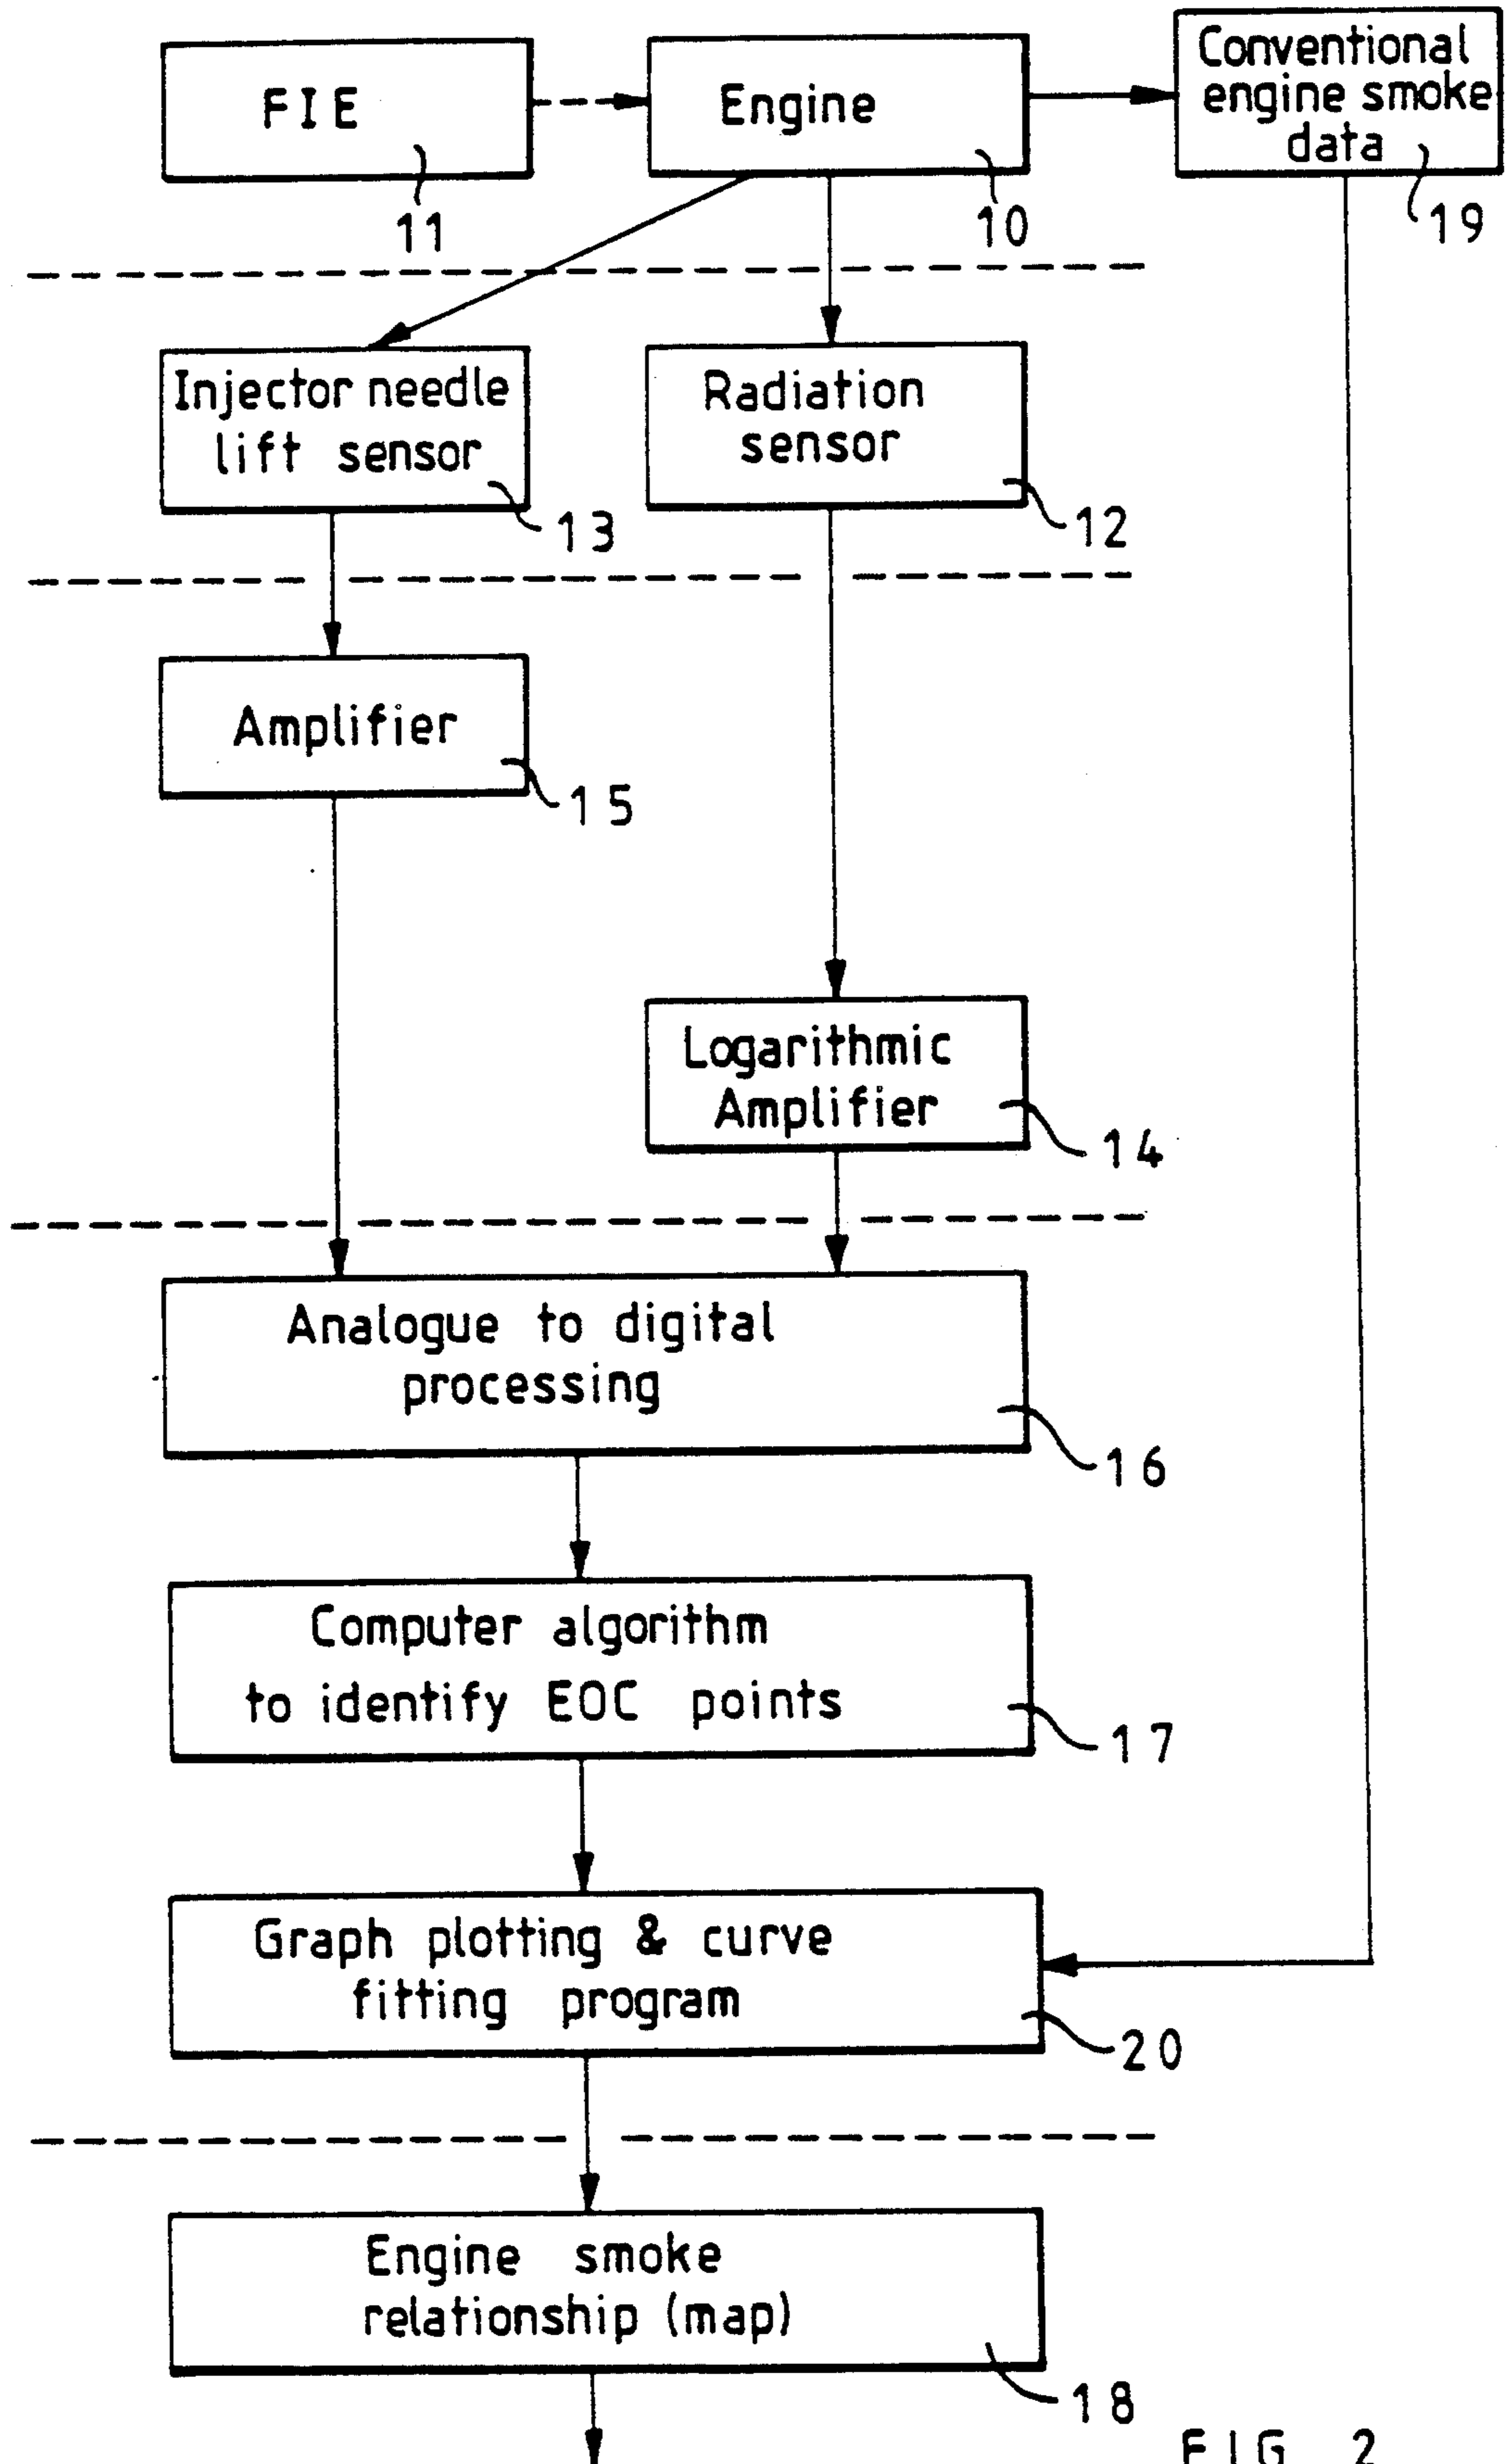 FIE
11
Engine
10
Conventional
engine smoke
data
19
Injector needle
lift sensor
13
Radiation
sensor
12
Amplifier
15
Logarithmic
Amplifier
14
Analogue to digital
processing
16
Computer algorithm
to identify EOC points
17
Graph plotting & curve
fitting program
20
Engine smoke
relationship (map)
18
FIG 2